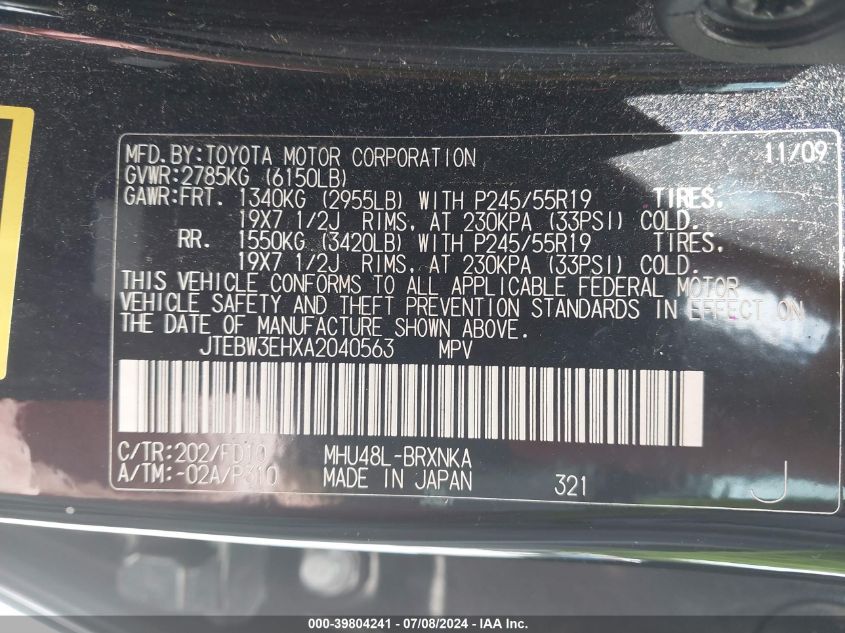 MFD.BY:TOYOTA MOTOR CORPORATION 11/09
GVWR:2785KG (6150LB)
GAWR:FRT. 1340KG (2955LB) WITH P245/55R19 TIRES.
19X7 1/2J RIMS, AT 230KPA (33PSI) COLD.
RR. 1550KG (3420LB) WITH P245/55R19 TIRES,
19X7 1/2J RIMS, AT 230KPA (33PSI) COLD.
THIS VEHICLE CONFORMS TO ALL APPLICABLE FEDERAL MOTOR
VEHICLE SAFETY AND THEFT PREVENTION STANDARDS IN EFFECT ON
THE DATE OF MANUFACTURE SHOWN ABOVE.
JTEBW3EHXA2040563 MPV
C/TR:202/FD10 MHU48L-BRXNKA
A/TM:-02A/P310 MADE IN JAPAN 321 J
000-39804241 - 07/08/2024 - IAA Inc.